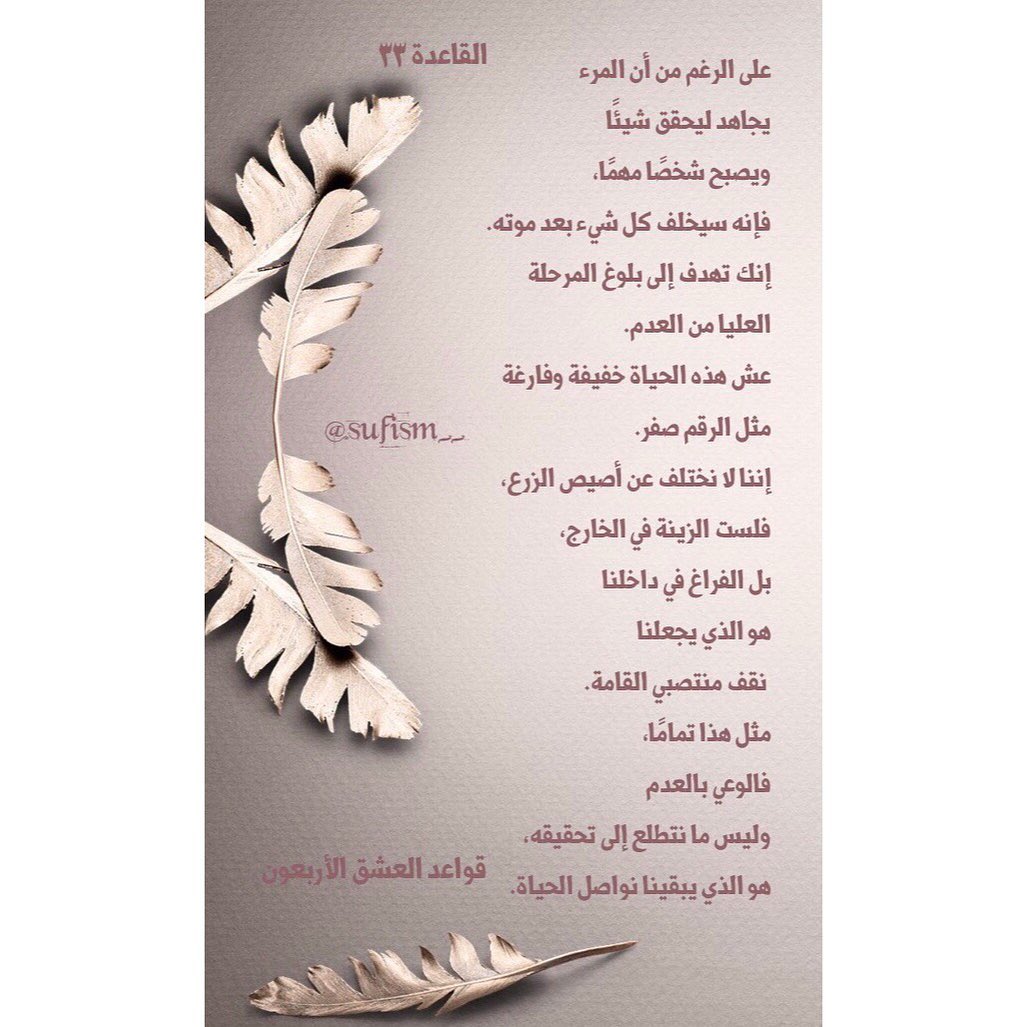 القاعدة ٣٣
على الرغم من أن المرء
يجاهد ليحقق شيئًا
ويصبح شخصًا مهمًا،
فإنه سيخلف كل شيء بعد موته.
إنك تهدف إلى بلوغ المرحلة
العليا من العدم.
عش هذه الحياة خفيفة وفارغة
مثل الرقم صفر.
إننا لا نختلف عن أصيص الزرع،
فلست الزينة في الخارج،
بل الفراغ في داخلنا
هو الذي يجعلنا
نقف منتصبي القامة.
مثل هذا تمامًا،
فالوعي بالعدم
وليس ما نتطلع إلى تحقيقه،
هو الذي يبقينا نواصل الحياة.
@sufism__
قواعد العشق الأربعون